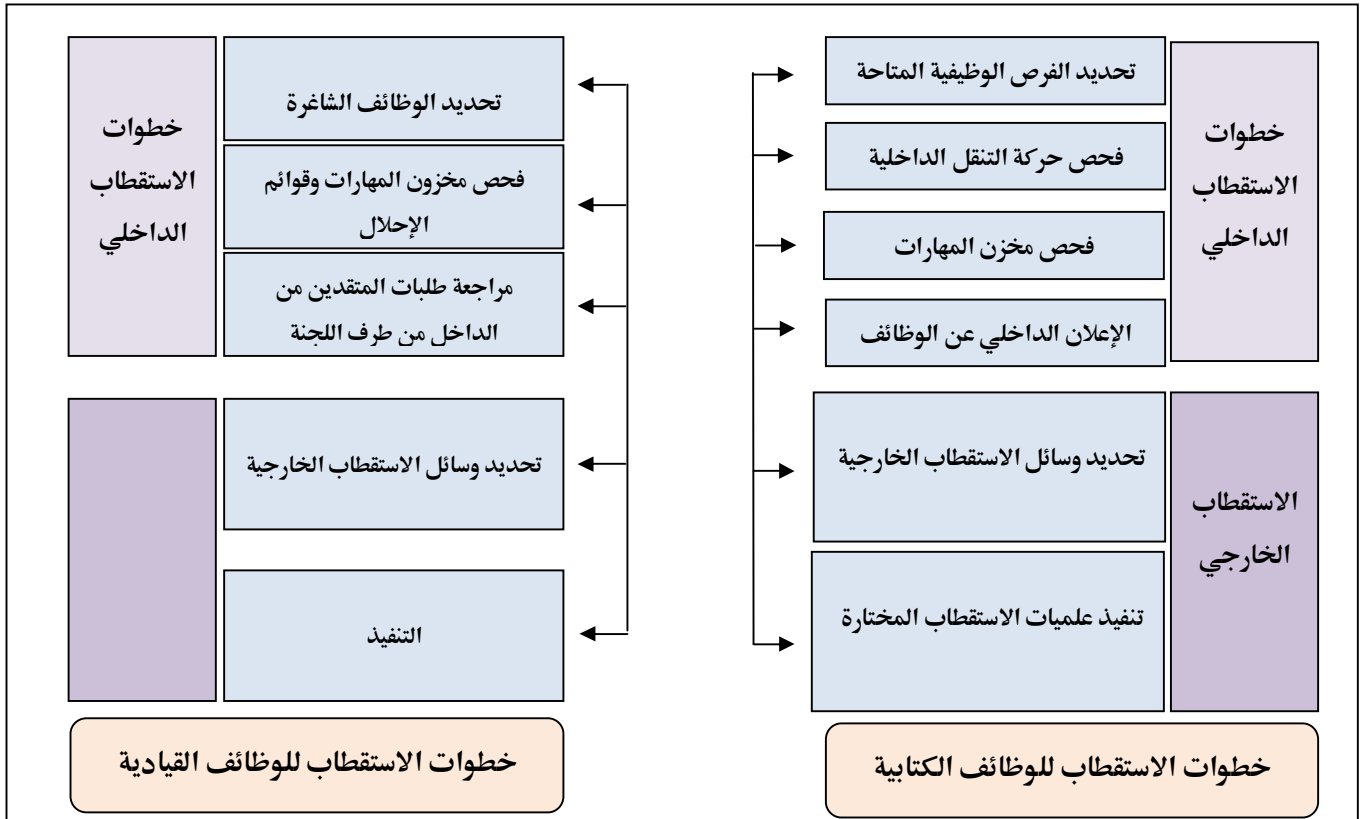 تحديد الفرص الوظيفية المتاحة
فحص حركة التنقل الداخلية
فحص مخزن المهارات
الإعلان الداخلي عن الوظائف
خطوات
الاستقطاب
الداخلي
تحديد وسائل الاستقطاب الخارجية
تنفيذ علميات الاستقطاب المختارة
الاستقطاب
الخارجي
خطوات الاستقطاب للوظائف الكتابية
تحديد الوظائف الشاغرة
فحص مخزون المهارات وقوائم
الإحلال
مراجعة طلبات المتقدين من
الداخل من طرف اللجنة
خطوات
الاستقطاب
الداخلي
تحديد وسائل الاستقطاب الخارجية
التنفيذ
خطوات الاستقطاب للوظائف القيادية